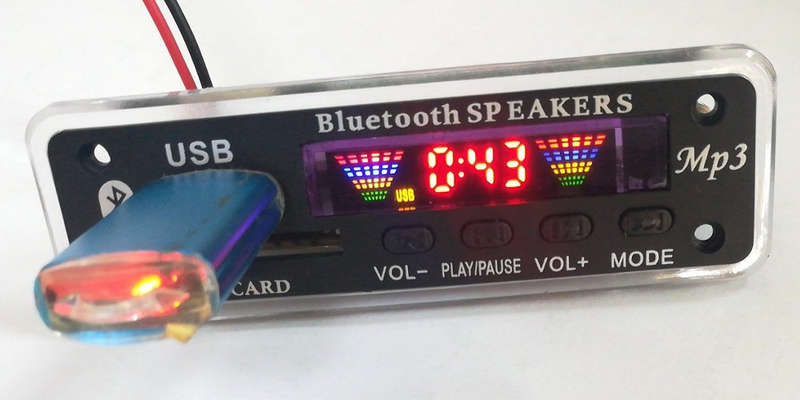 Bluetooth SPEAKERS
USB
0:43
USB
Mp3
VOL- PLAY/PAUSE VOL+ MODE
CARD